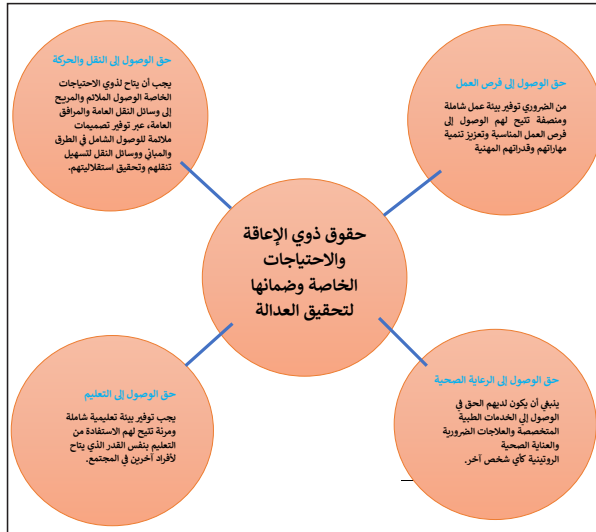 حق الوصول إلى فرص العمل
من الضروري توفير بيئة عمل شاملة
ومنصفة تتيح لهم الوصول إلى
فرص العمل المناسبة وتعزيز تنمية
مهاراتهم وقدراتهم المهنية
حق الوصول إلى النقل والحركة
يجب أن يتاح لذوي الاحتياجات
الخاصة الوصول الملائم والمريح
إلى وسائل النقل العامة والمرافق
العامة، عبر توفير تصميمات
ملائمة للوصول الشامل في الطرق
والمباني ووسائل النقل لتسهيل
تنقلهم وتحقيق استقلاليتهم.
حقوق ذوي الإعاقة
والاحتياجات
الخاصة وضمانها
لتحقيق العدالة
حق الوصول إلى الرعاية الصحية
ينبغي أن يكون لديهم الحق في
الوصول إلى الخدمات الطبية
المتخصصة والعلاجات الضرورية
والعناية الصحية
الروتينية كأي شخص آخر.
حق الوصول إلى التعليم
يجب توفير بيئة تعليمية شاملة
ومرنة تتيح لهم الاستفادة من
التعليم بنفس القدر الذي يتاح
لأفراد آخرين في المجتمع.